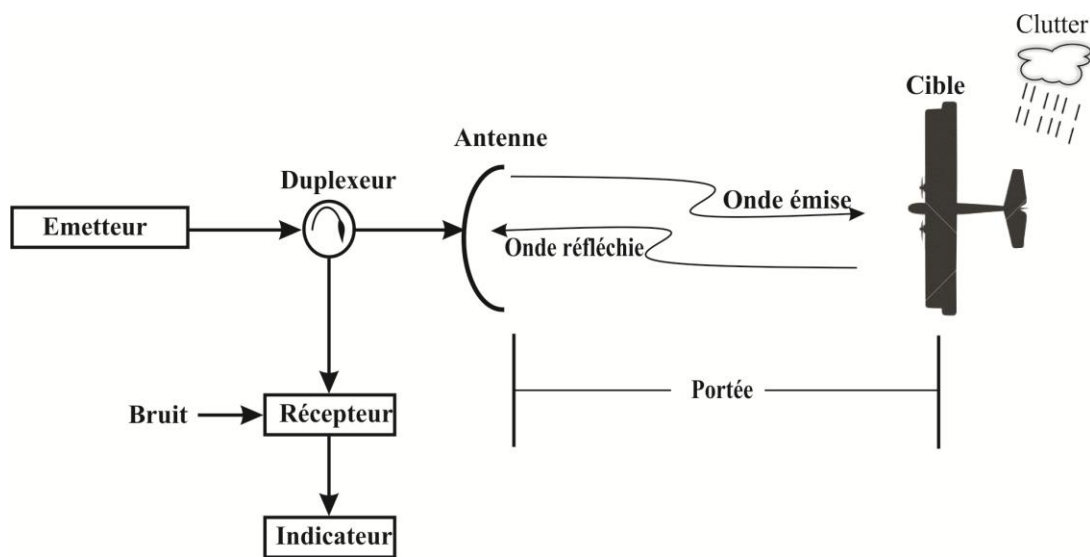 Clutter
Cible
Antenne
Duplexeur
Emetteur
Onde émise
Onde réfléchie
Portée
Bruit
Récepteur
Indicateur